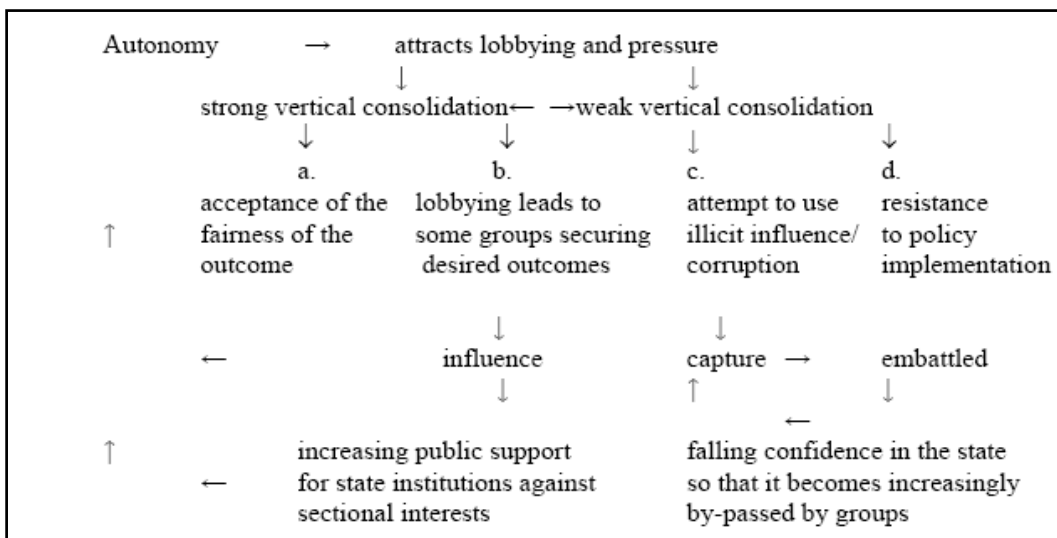 Autonomy → attracts lobbying and pressure
↓ ↓
strong vertical consolidation← →weak vertical consolidation
↓ ↓ ↓ ↓
a. b. c. d.
acceptance of the lobbying leads to attempt to use resistance
↑ fairness of the some groups securing illicit influence/ to policy
outcome desired outcomes corruption implementation
↓ ↓
← influence capture → embattled
↓ ↑ ↓
←
↑ increasing public support falling confidence in the state
← for state institutions against so that it becomes increasingly
sectional interests by-passed by groups